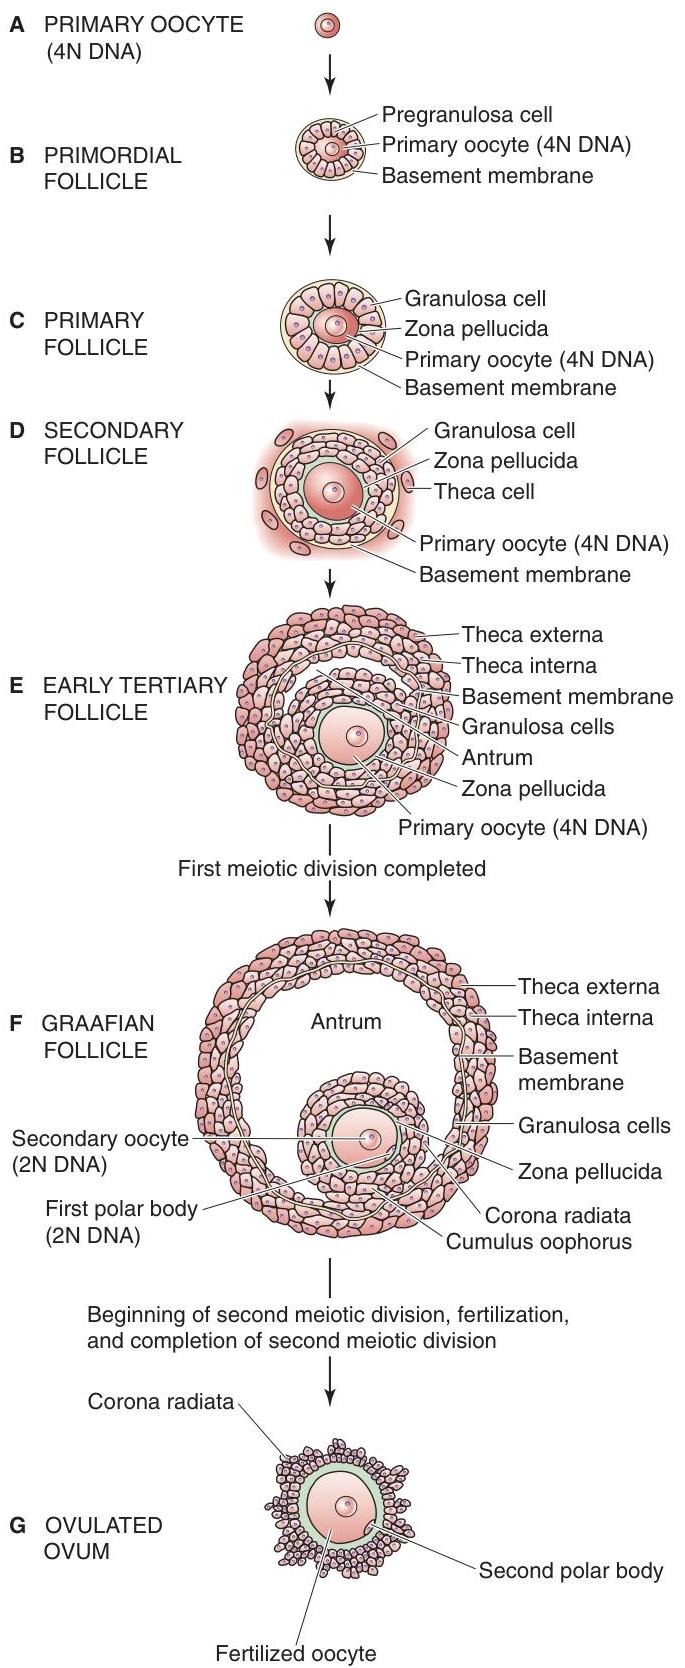 A PRIMARY OOCYTE
(4N DNA)
Pregranulosa cell
Primary oocyte (4N DNA)
Basement membrane
B PRIMORDIAL
FOLLICLE
Granulosa cell
Zona pellucida
Primary oocyte (4N DNA)
Basement membrane
C PRIMARY
FOLLICLE
D SECONDARY
FOLLICLE
Granulosa cell
Zona pellucida
Theca cell
Primary oocyte (4N DNA)
Basement membrane
E EARLY TERTIARY
FOLLICLE
Theca externa
Theca interna
Basement membrane
Granulosa cells
Antrum
Zona pellucida
Primary oocyte (4N DNA)
First meiotic division completed
F GRAAFIAN
FOLLICLE
Antrum
Theca externa
Theca interna
Basement
membrane
Granulosa cells
Zona pellucida
Corona radiata
Cumulus oophorus
Secondary oocyte
(2N DNA)
First polar body
(2N DNA)
Beginning of second meiotic division, fertilization,
and completion of second meiotic division
Corona radiata
G OVULATED
OVUM
Second polar body
Fertilized oocyte